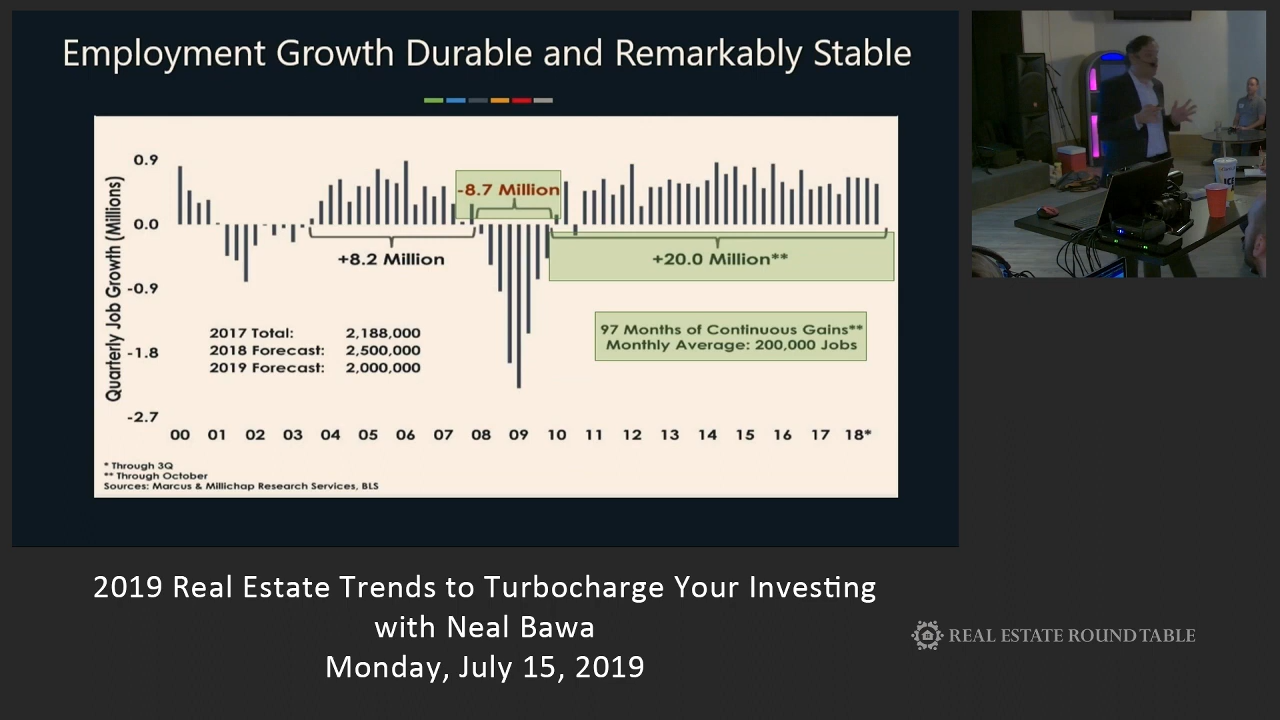 Employment Growth Durable and Remarkably Stable
Quarterly Job Growth (Millions)
0.9
0.0
-0.9
-1.8
-2.7
-8.7 Million
+8.2 Million
+20.0 Million**
97 Months of Continuous Gains**
Monthly Average: 200,000 Jobs
2017 Total: 2,188,000
2018 Forecast: 2,500,000
2019 Forecast: 2,000,000
00 01 02 03 04 05 06 07 08 09 10 11 12 13 14 15 16 17 18*
* Through 3Q
** Through October
Sources: Marcus & Millichap Research Services, BLS
2019 Real Estate Trends to Turbocharge Your Investing
with Neal Bawa
Monday, July 15, 2019
REAL ESTATE ROUND TABLE